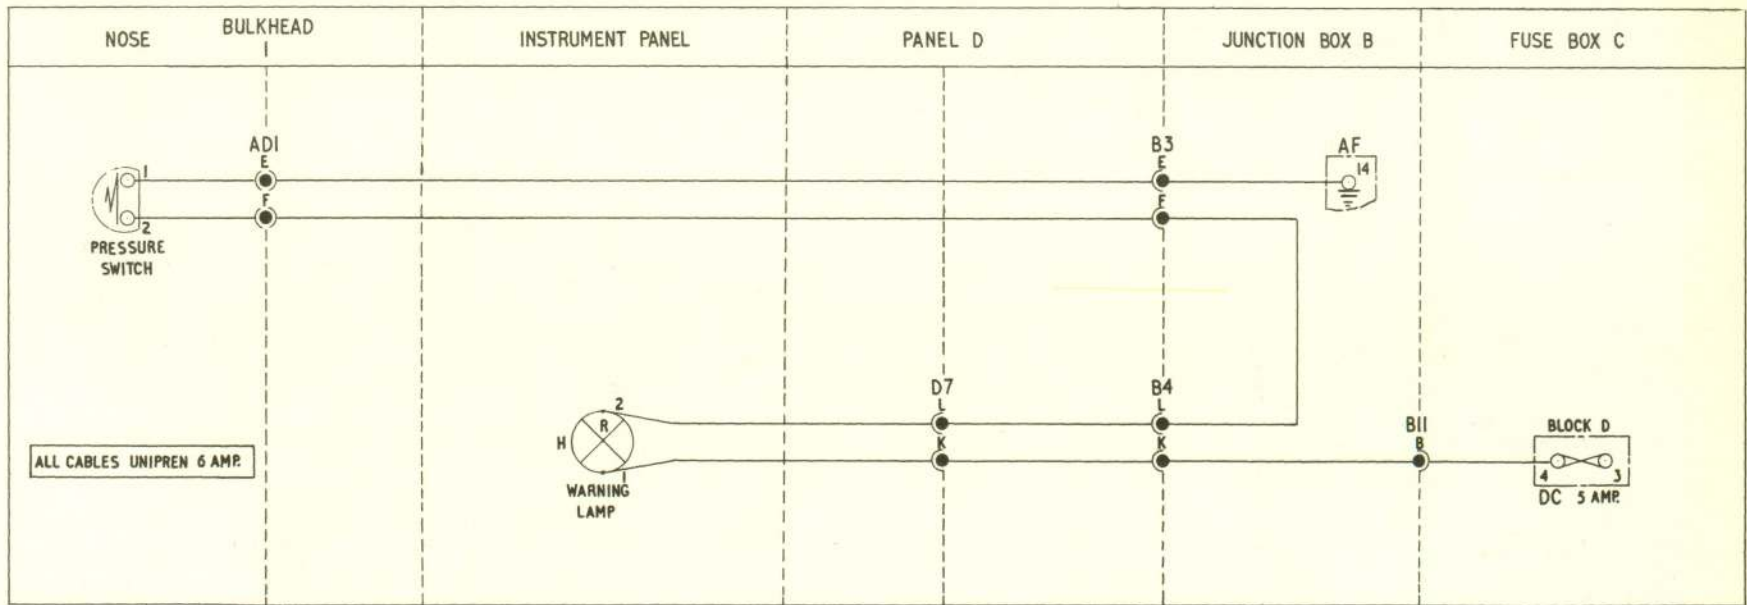 NOSE
BULKHEAD
INSTRUMENT PANEL
PANEL D
JUNCTION BOX B
FUSE BOX C
AD1
E
F
1
2
PRESSURE
SWITCH
B3
E
F
AF
14
D7
L
K
B4
L
K
B11
B
BLOCK D
4
3
DC 5 AMP.
H
R
2
1
WARNING
LAMP
ALL CABLES UNIPREN 6 AMP.